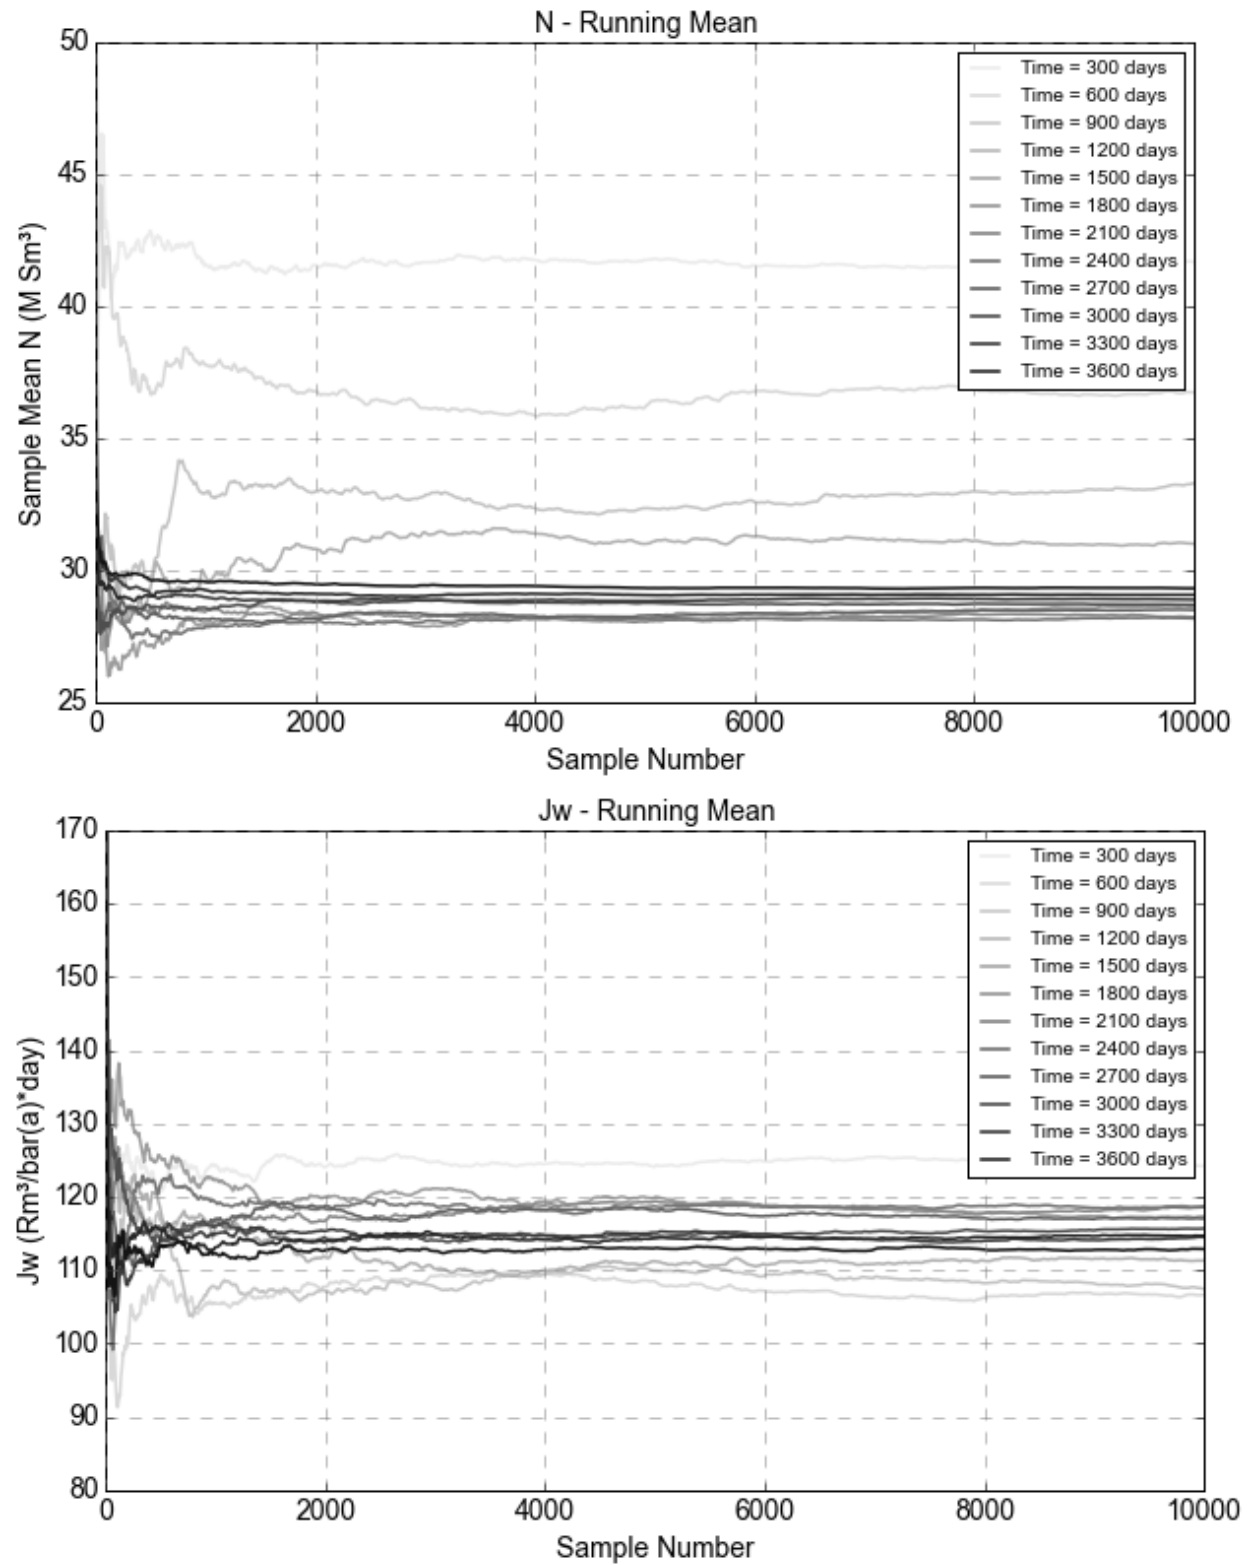 N - Running Mean
50
45
40
35
30
25
Sample Mean N (M Sm³)
Time = 300 days
Time = 600 days
Time = 900 days
Time = 1200 days
Time = 1500 days
Time = 1800 days
Time = 2100 days
Time = 2400 days
Time = 2700 days
Time = 3000 days
Time = 3300 days
Time = 3600 days
0 2000 4000 6000 8000 10000
Sample Number
Jw - Running Mean
170
160
150
140
130
120
110
100
90
80
Jw (Rm³/bar(a)*day)
Time = 300 days
Time = 600 days
Time = 900 days
Time = 1200 days
Time = 1500 days
Time = 1800 days
Time = 2100 days
Time = 2400 days
Time = 2700 days
Time = 3000 days
Time = 3300 days
Time = 3600 days
0 2000 4000 6000 8000 10000
Sample Number